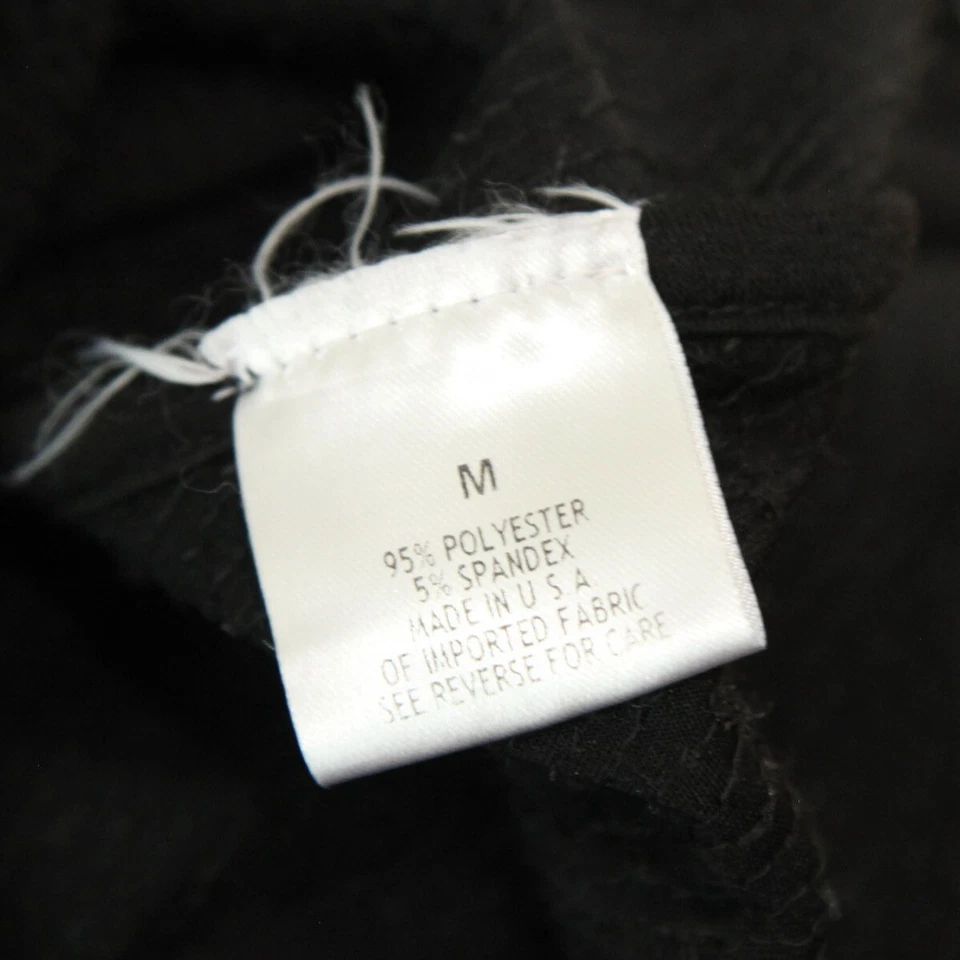 M
95% POLYESTER
5% SPANDEX
MADE IN U S A
OF IMPORTED FABRIC
SEE REVERSE FOR CARE